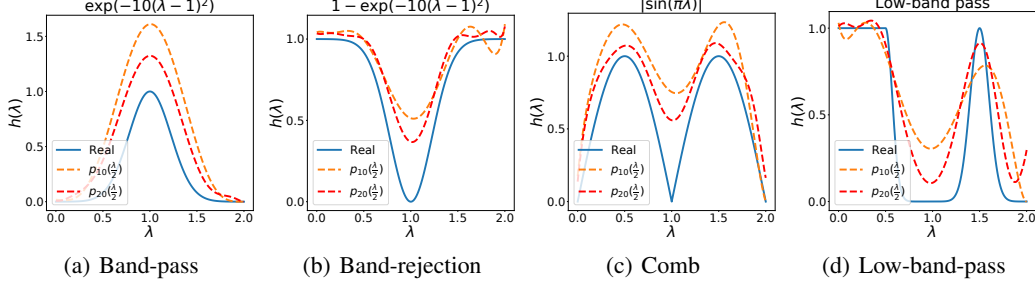 exp(−10(λ − 1)²)
h(λ)
1.5
1.0
0.5
0.0
Real
p₁₀(λ/2)
p₂₀(λ/2)
0.0 0.5 1.0 1.5 2.0
λ
(a) Band-pass
1 − exp(−10(λ − 1)²)
h(λ)
1.0
0.5
0.0
Real
p₁₀(λ/2)
p₂₀(λ/2)
0.0 0.5 1.0 1.5 2.0
λ
(b) Band-rejection
|sin(πλ)|
h(λ)
1.0
0.5
0.0
Real
p₁₀(λ/2)
p₂₀(λ/2)
0.0 0.5 1.0 1.5 2.0
λ
(c) Comb
Low-band pass
h(λ)
1.0
0.5
0.0
Real
p₁₀(λ/2)
p₂₀(λ/2)
0.0 0.5 1.0 1.5 2.0
λ
(d) Low-band-pass